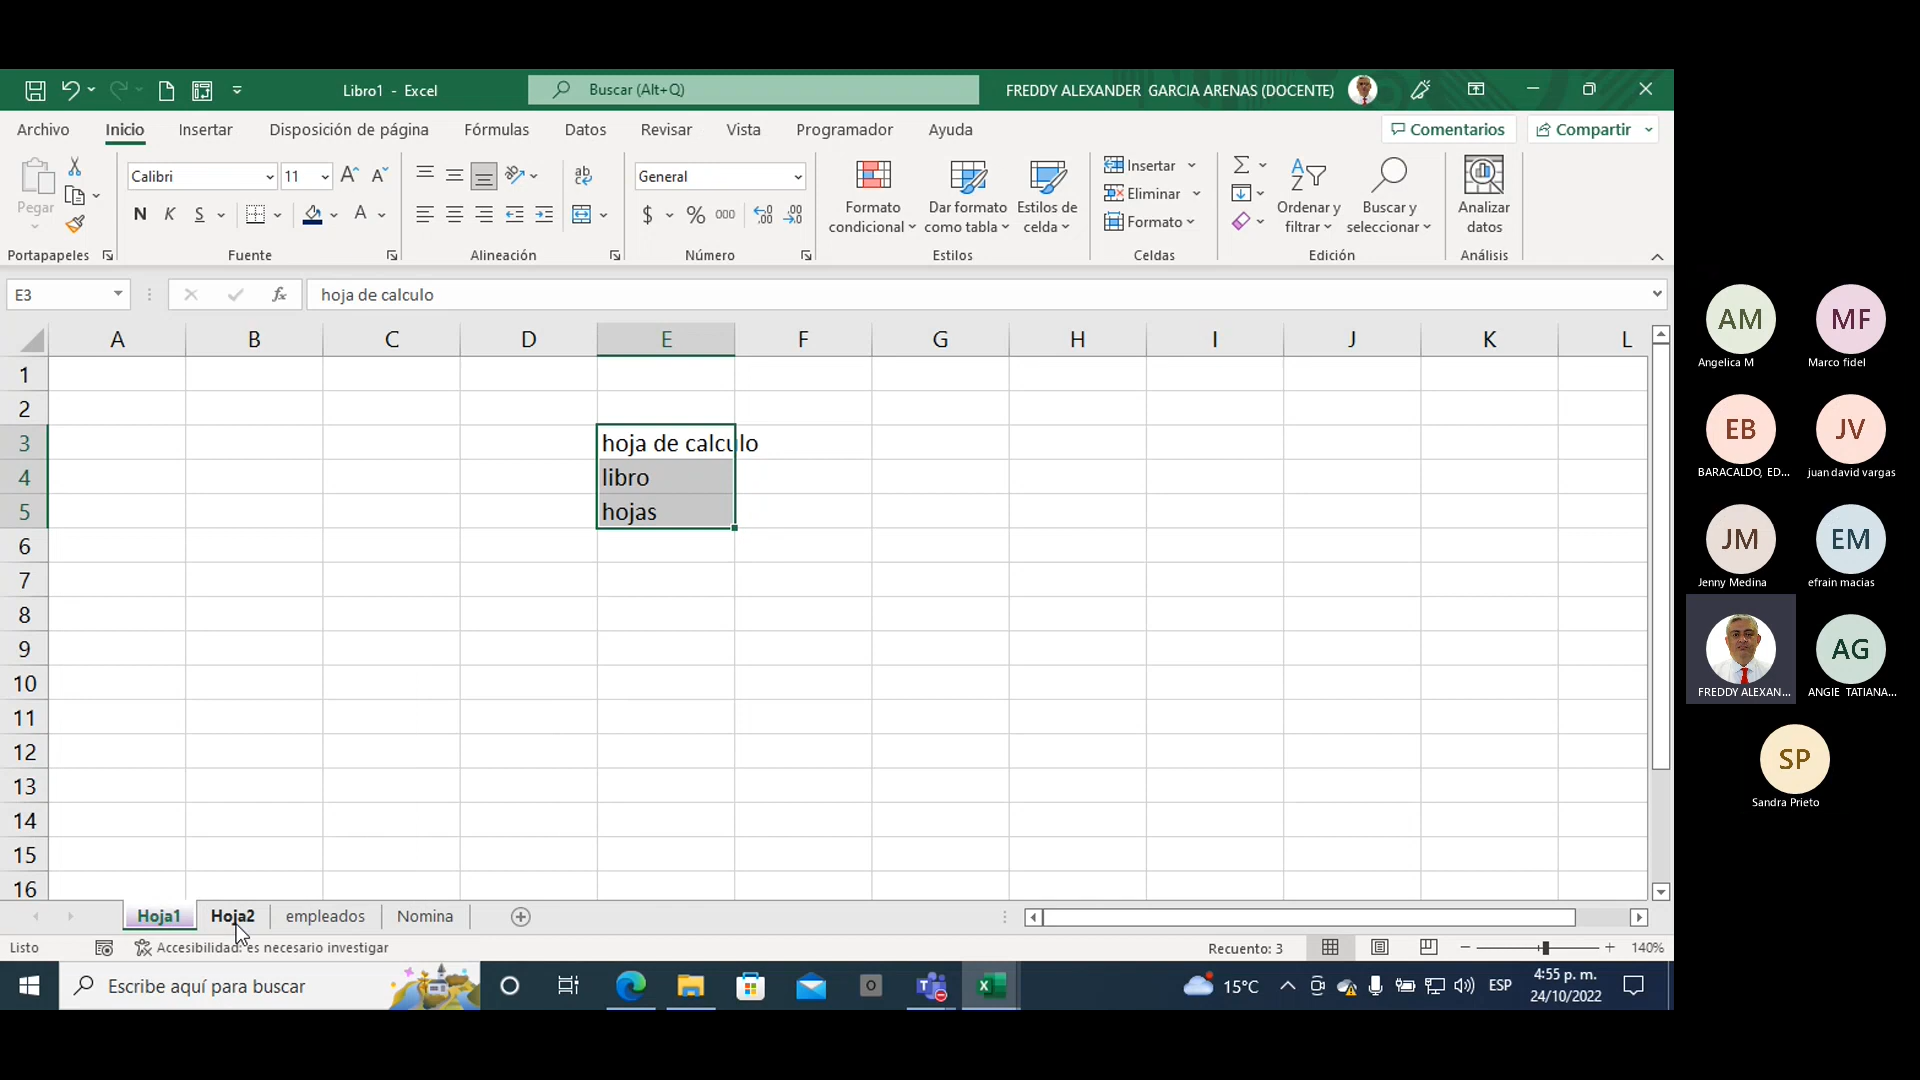 Libro1 - Excel
Buscar (Alt+Q)
FREDDY ALEXANDER GARCIA ARENAS (DOCENTE)
Archivo
Inicio
Insertar
Disposición de página
Fórmulas
Datos
Revisar
Vista
Programador
Ayuda
Comentarios
Compartir
Pegar
Portapapeles
Calibri
11
N K S
Fuente
Alineación
General
$ % 000
Número
Formato condicional
Dar formato como tabla
Estilos de celda
Estilos
Insertar
Eliminar
Formato
Celdas
Ordenar y filtrar
Buscar y seleccionar
Edición
Analizar datos
Análisis
E3
fx
hoja de calculo
A B C D E F G H I J K L
1
2
3 hoja de calculo
4 libro
5 hojas
6
7
8
9
10
11
12
13
14
15
16
Hoja1
Hoja2
empleados
Nomina
Listo
Accesibilidad: es necesario investigar
Recuento: 3
140%
Escribe aquí para buscar
15°C
ESP
4:55 p. m.
24/10/2022
AM
Angelica M
MF
Marco fidel
EB
BARACALDO, ED...
JV
juan david vargas
JM
Jenny Medina
EM
efrain macias
FREDDY ALEXAN...
AG
ANGIE TATIANA...
SP
Sandra Prieto